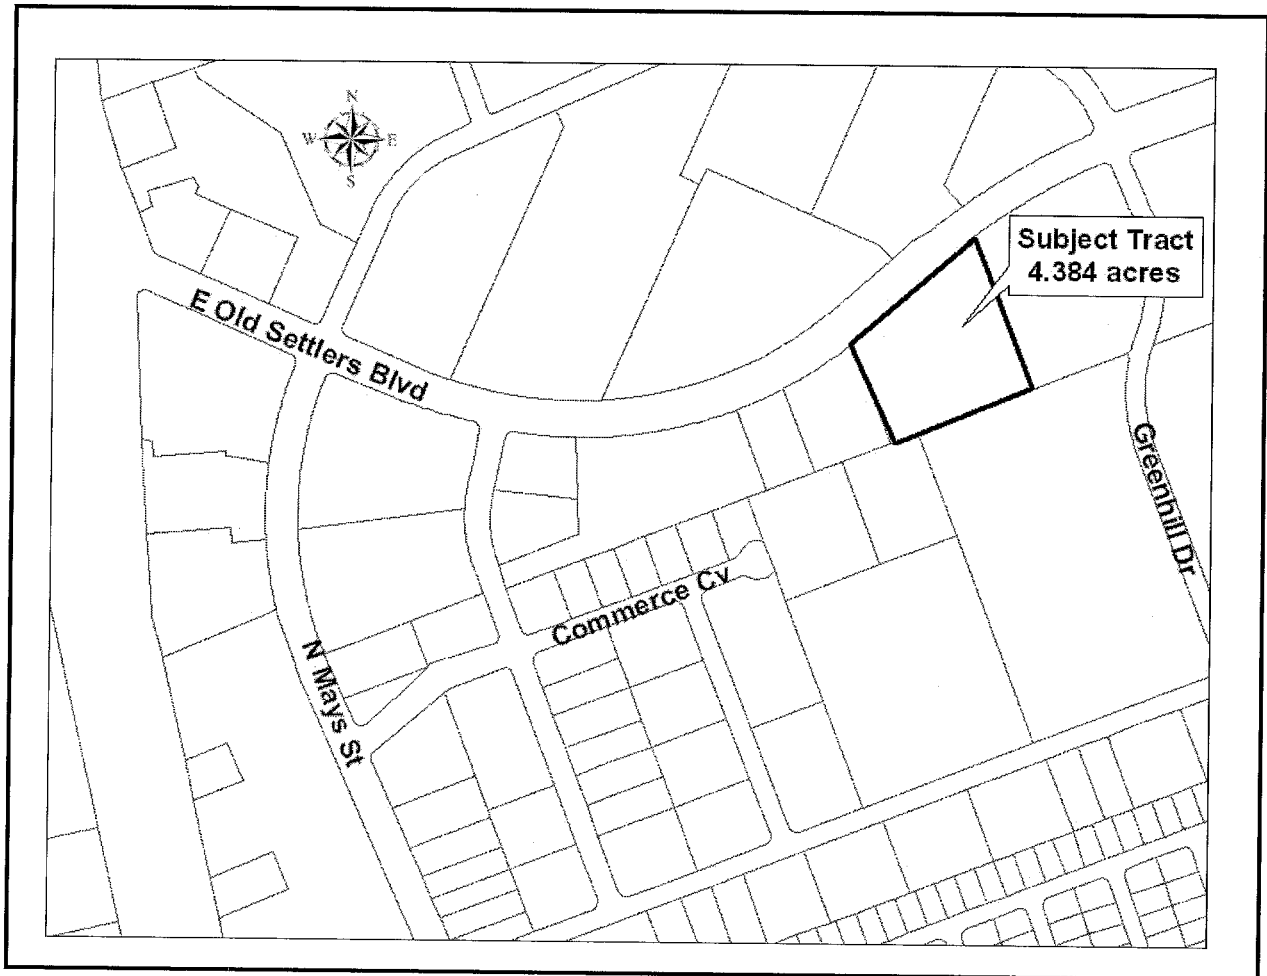 N
W E
S
Subject Tract
4.384 acres
E Old Settlers Blvd
Greenhill Dr
Commerce Cv
N Mays St